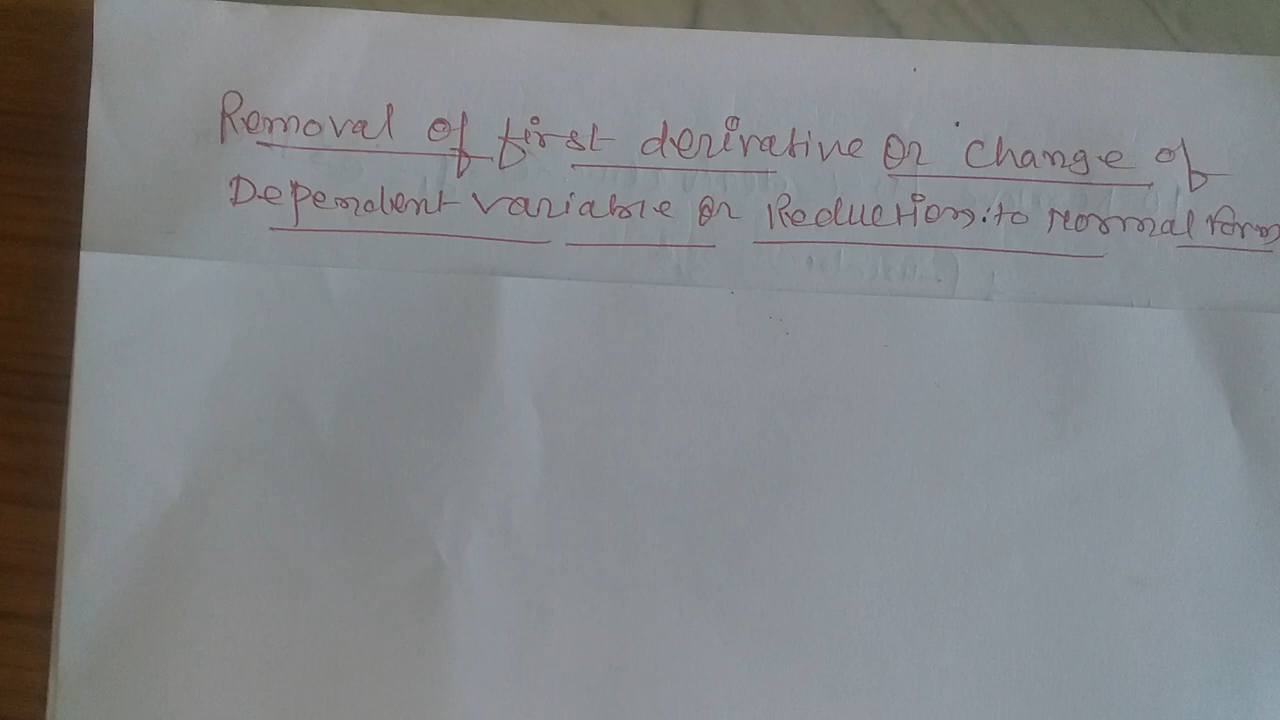 Removal of first derivative or change of
Dependent variable or Reduction to normal form